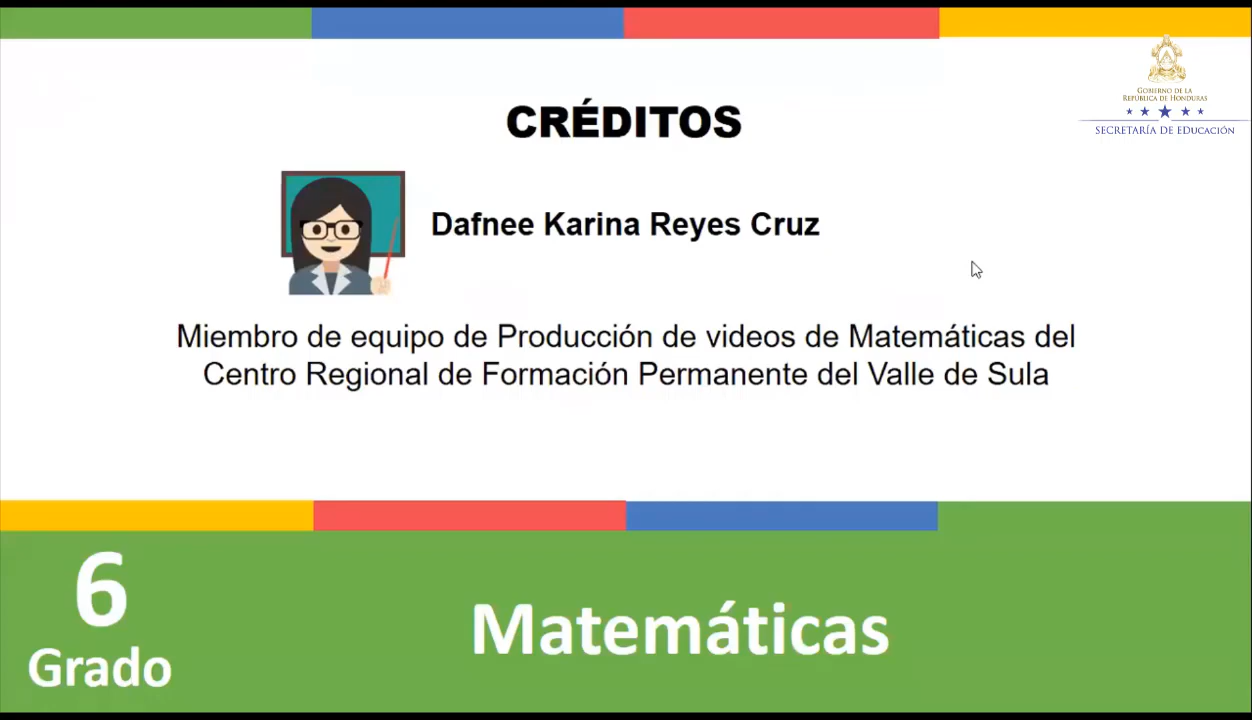 GOBIERNO DE LA
REPÚBLICA DE HONDURAS
SECRETARÍA DE EDUCACIÓN
CRÉDITOS
Dafnee Karina Reyes Cruz
Miembro de equipo de Producción de videos de Matemáticas del
Centro Regional de Formación Permanente del Valle de Sula
6
Grado
Matemáticas